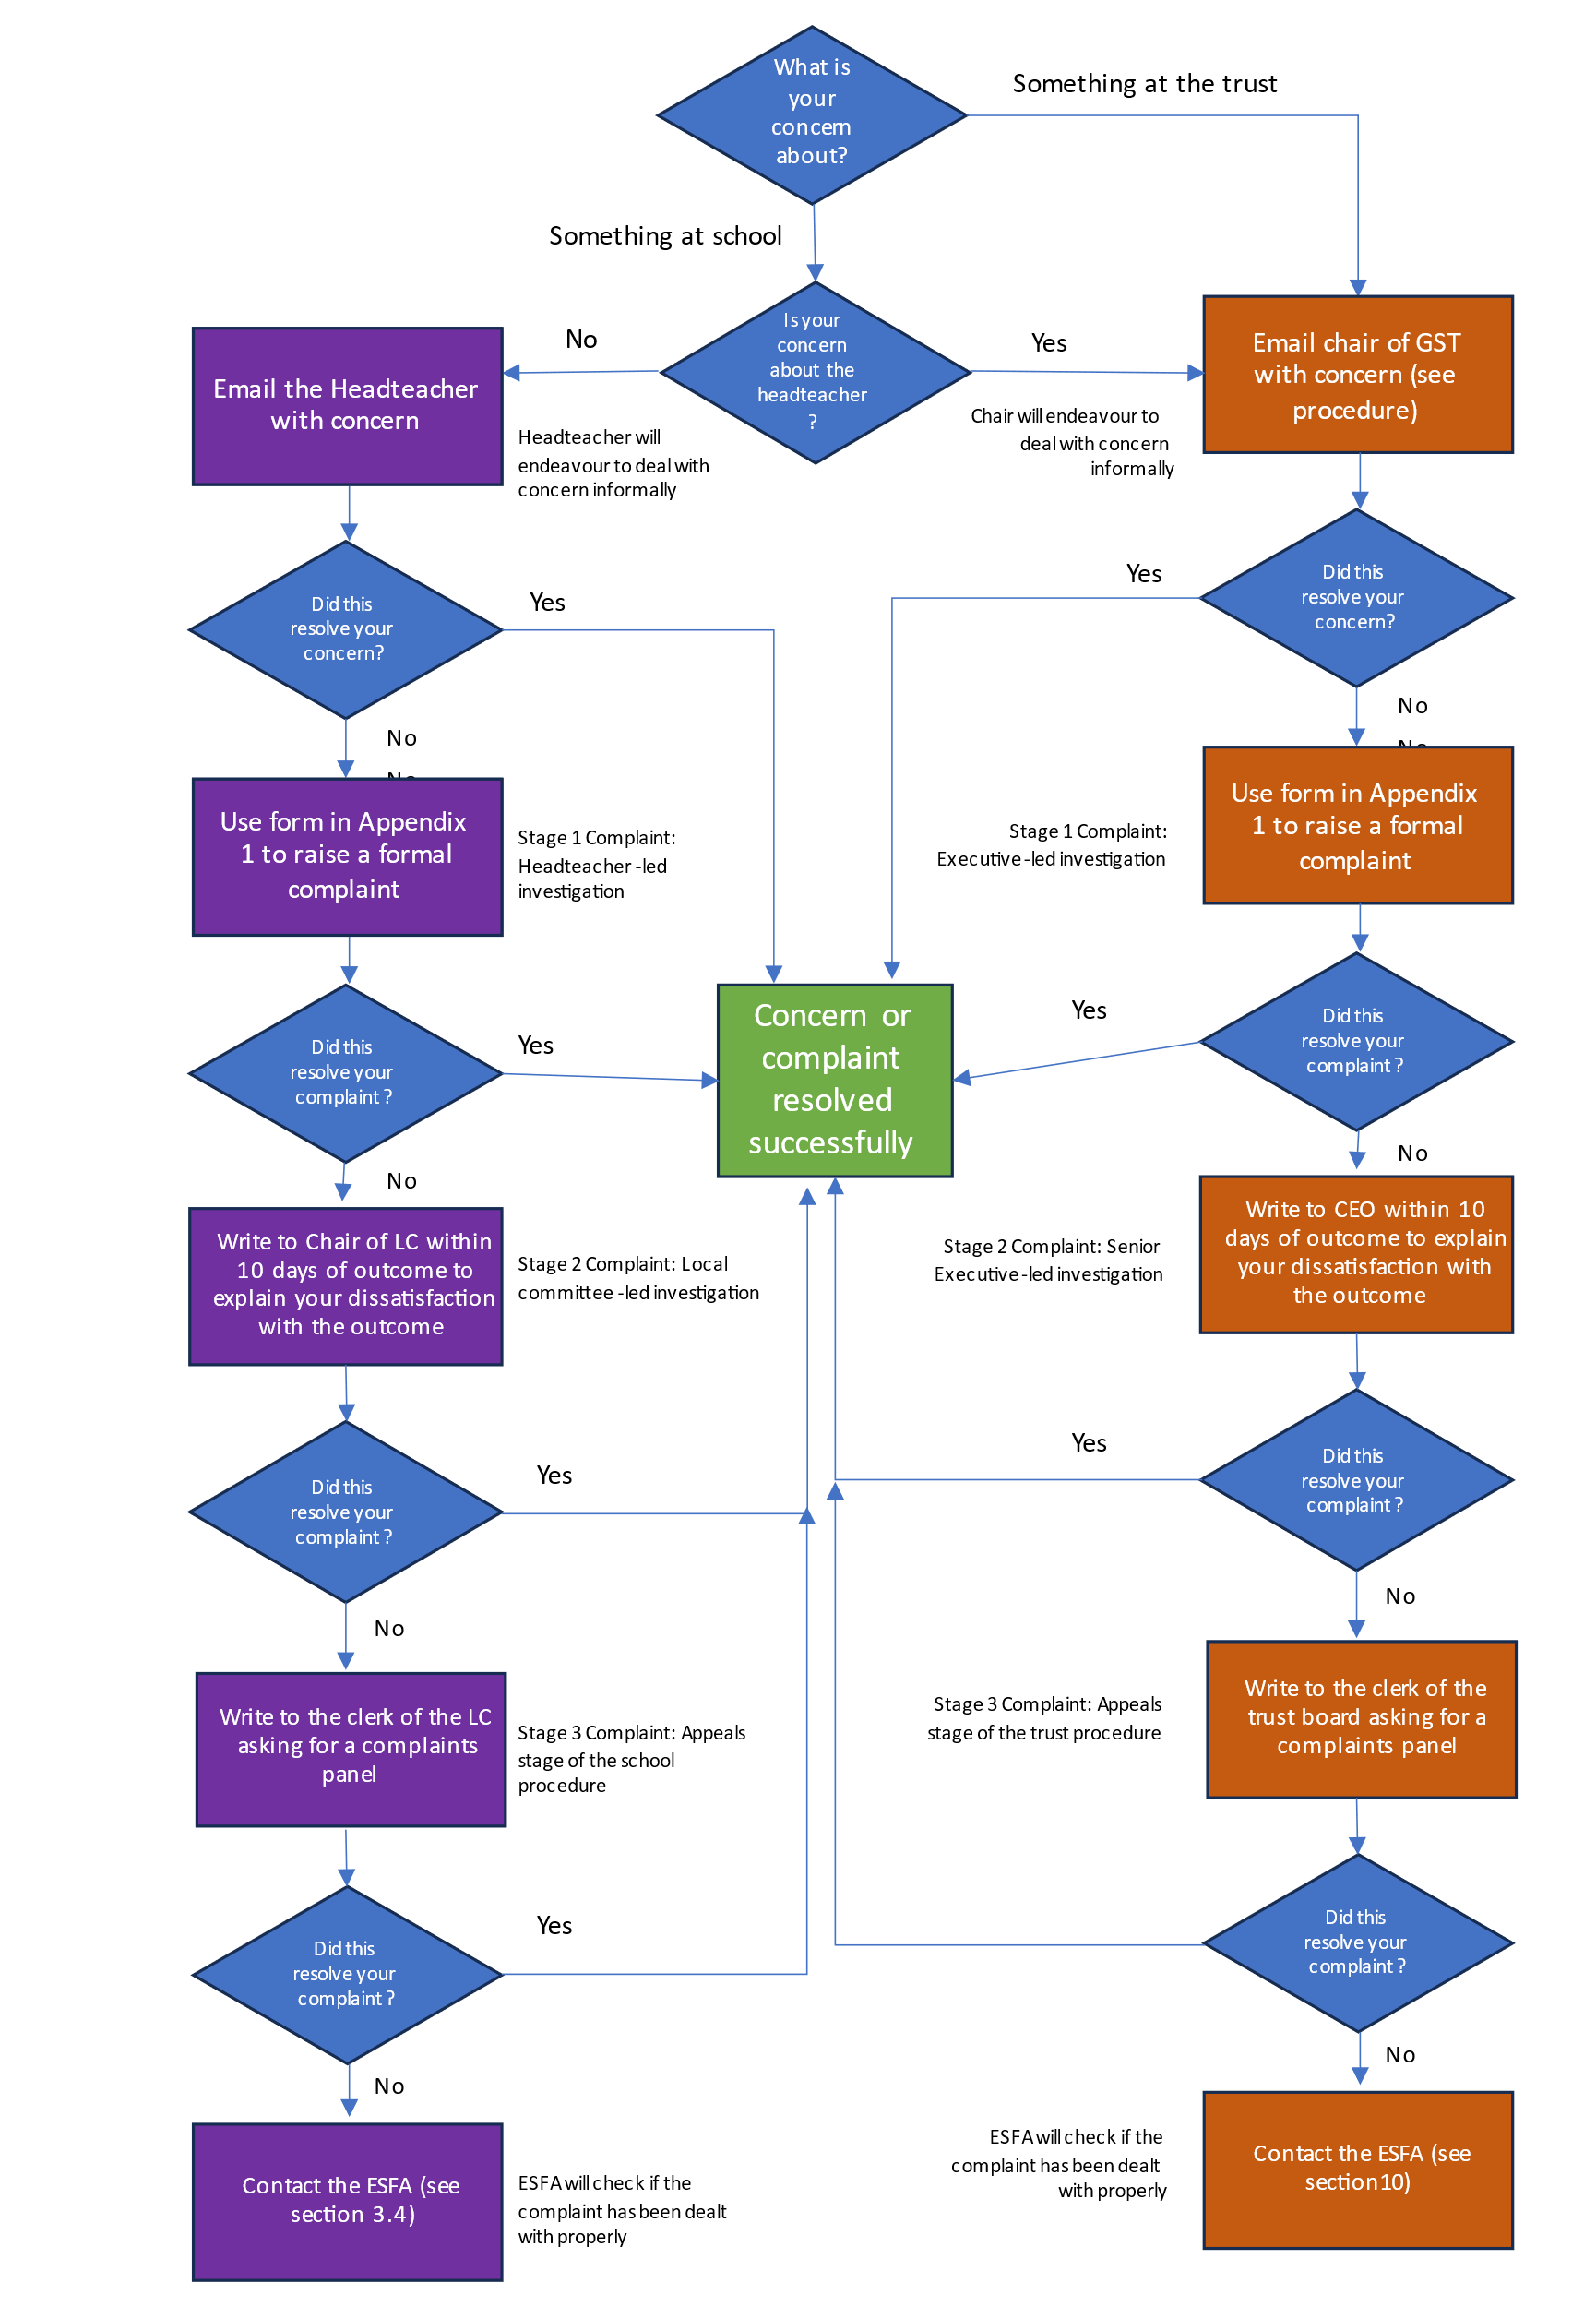 What is
your
concern
about?
Something at the trust
Something at school
Is your
concern
about the
headteacher
?
No
Yes
Email the Headteacher
with concern
Headteacher will
endeavour to deal with
concern informally
Email chair of GST
with concern (see
procedure)
Chair will endeavour to
deal with concern
informally
Did this
resolve your
concern?
Yes
No
No
Did this
resolve your
concern?
Yes
No
No
Use form in Appendix
1 to raise a formal
complaint
Stage 1 Complaint:
Headteacher -led
investigation
Use form in Appendix
1 to raise a formal
complaint
Stage 1 Complaint:
Executive -led investigation
Did this
resolve your
complaint ?
Yes
No
Concern or
complaint
resolved
successfully
Did this
resolve your
complaint ?
Yes
No
Write to Chair of LC within
10 days of outcome to
explain your dissatisfaction
with the outcome
Stage 2 Complaint: Local
committee -led investigation
Write to CEO within 10
days of outcome to explain
your dissatisfaction with
the outcome
Stage 2 Complaint: Senior
Executive -led investigation
Did this
resolve your
complaint ?
Yes
No
Did this
resolve your
complaint ?
Yes
No
Write to the clerk of the LC
asking for a complaints
panel
Stage 3 Complaint: Appeals
stage of the school
procedure
Write to the clerk of the
trust board asking for a
complaints panel
Stage 3 Complaint: Appeals
stage of the trust procedure
Did this
resolve your
complaint ?
Yes
No
Did this
resolve your
complaint ?
No
Contact the ESFA (see
section 3.4)
ESFA will check if the
complaint has been dealt
with properly
Contact the ESFA (see
section10)
ESFA will check if the
complaint has been dealt
with properly